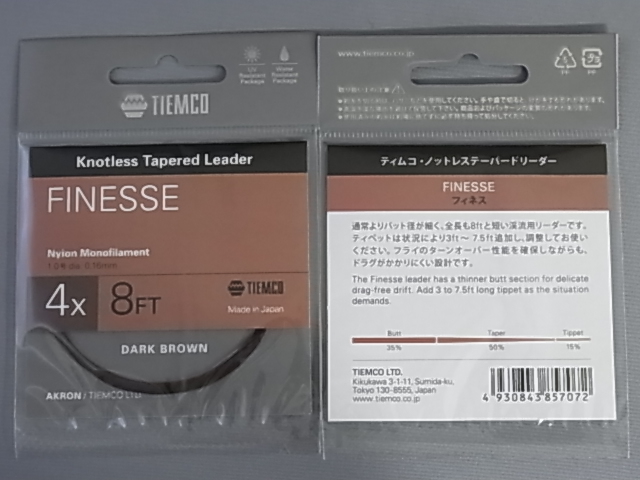 TIEMCO
UV
Resistant
Package
Water
Resistant
Package
Knotless Tapered Leader
FINESSE
Nylon Monofilament
4X 8FT
TIEMCO
Made in Japan
DARK BROWN
AKRON / TIEMCO LTD
www.tiemco.co.jp
ティムコ・ノットレステーパードリーダー
FINESSE
フィネス
通常よりバット径が細く、全長も8ftと短い渓流用リーダーです。
ティペットは状況により3ft〜7.5ft追加し、調整してお使い
ください。フライのターンオーバー性能を確保しながらも、
ドラグがかかりにくい設計です。
The Finesse leader has a thinner butt section for delicate
drag-free drift. Add 3 to 7.5ft long tippet as the situation
demands.
Butt Taper Tippet
35% 50% 15%
TIEMCO LTD.
Kikukawa 3-1-11, Sumida-ku,
Tokyo 130-8555, Japan
www.tiemco.co.jp
4 930843 857072